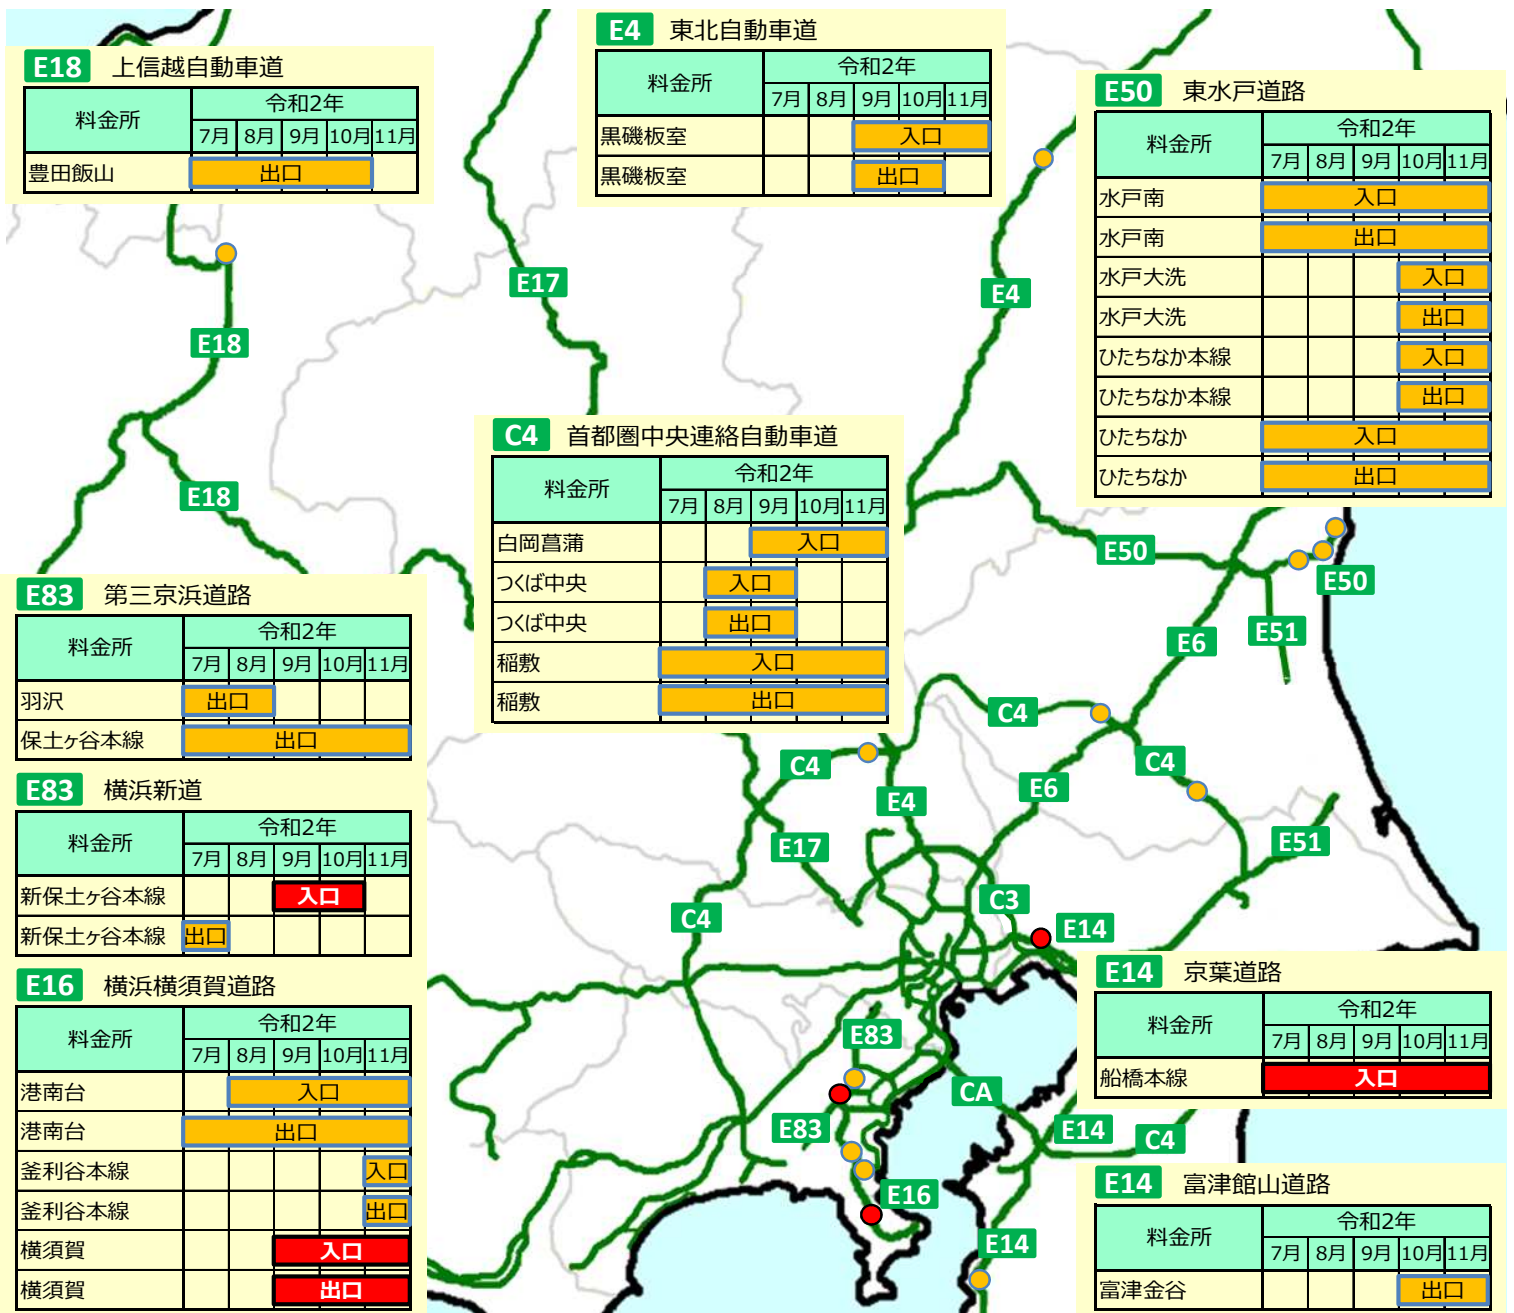 E18 上信越自動車道
料金所 令和2年
7月 8月 9月 10月 11月
豊田飯山 出口
E4 東北自動車道
料金所 令和2年
7月 8月 9月 10月 11月
黒磯板室 入口
黒磯板室 出口
E50 東水戸道路
料金所 令和2年
7月 8月 9月 10月 11月
水戸南 入口
水戸南 出口
水戸大洗 入口
水戸大洗 出口
ひたちなか本線 入口
ひたちなか本線 出口
ひたちなか 入口
ひたちなか 出口
E17
E4
E18
E18
C4 首都圏中央連絡自動車道
料金所 令和2年
7月 8月 9月 10月 11月
白岡菖蒲 入口
つくば中央 入口
つくば中央 出口
稲敷 入口
稲敷 出口
E50
E50
E51
E6
C4
C4
C4
E6
E4
E17
E51
C3
C4
E14
E83 第三京浜道路
料金所 令和2年
7月 8月 9月 10月 11月
羽沢 出口
保土ヶ谷本線 出口
E83 横浜新道
料金所 令和2年
7月 8月 9月 10月 11月
新保土ヶ谷本線 入口
新保土ヶ谷本線 出口
E16 横浜横須賀道路
料金所 令和2年
7月 8月 9月 10月 11月
港南台 入口
港南台 出口
釜利谷本線 入口
釜利谷本線 出口
横須賀 入口
横須賀 出口
E83
CA
E83
E14
C4
E16
E14
E14 京葉道路
料金所 令和2年
7月 8月 9月 10月 11月
船橋本線 入口
E14 富津館山道路
料金所 令和2年
7月 8月 9月 10月 11月
富津金谷 出口